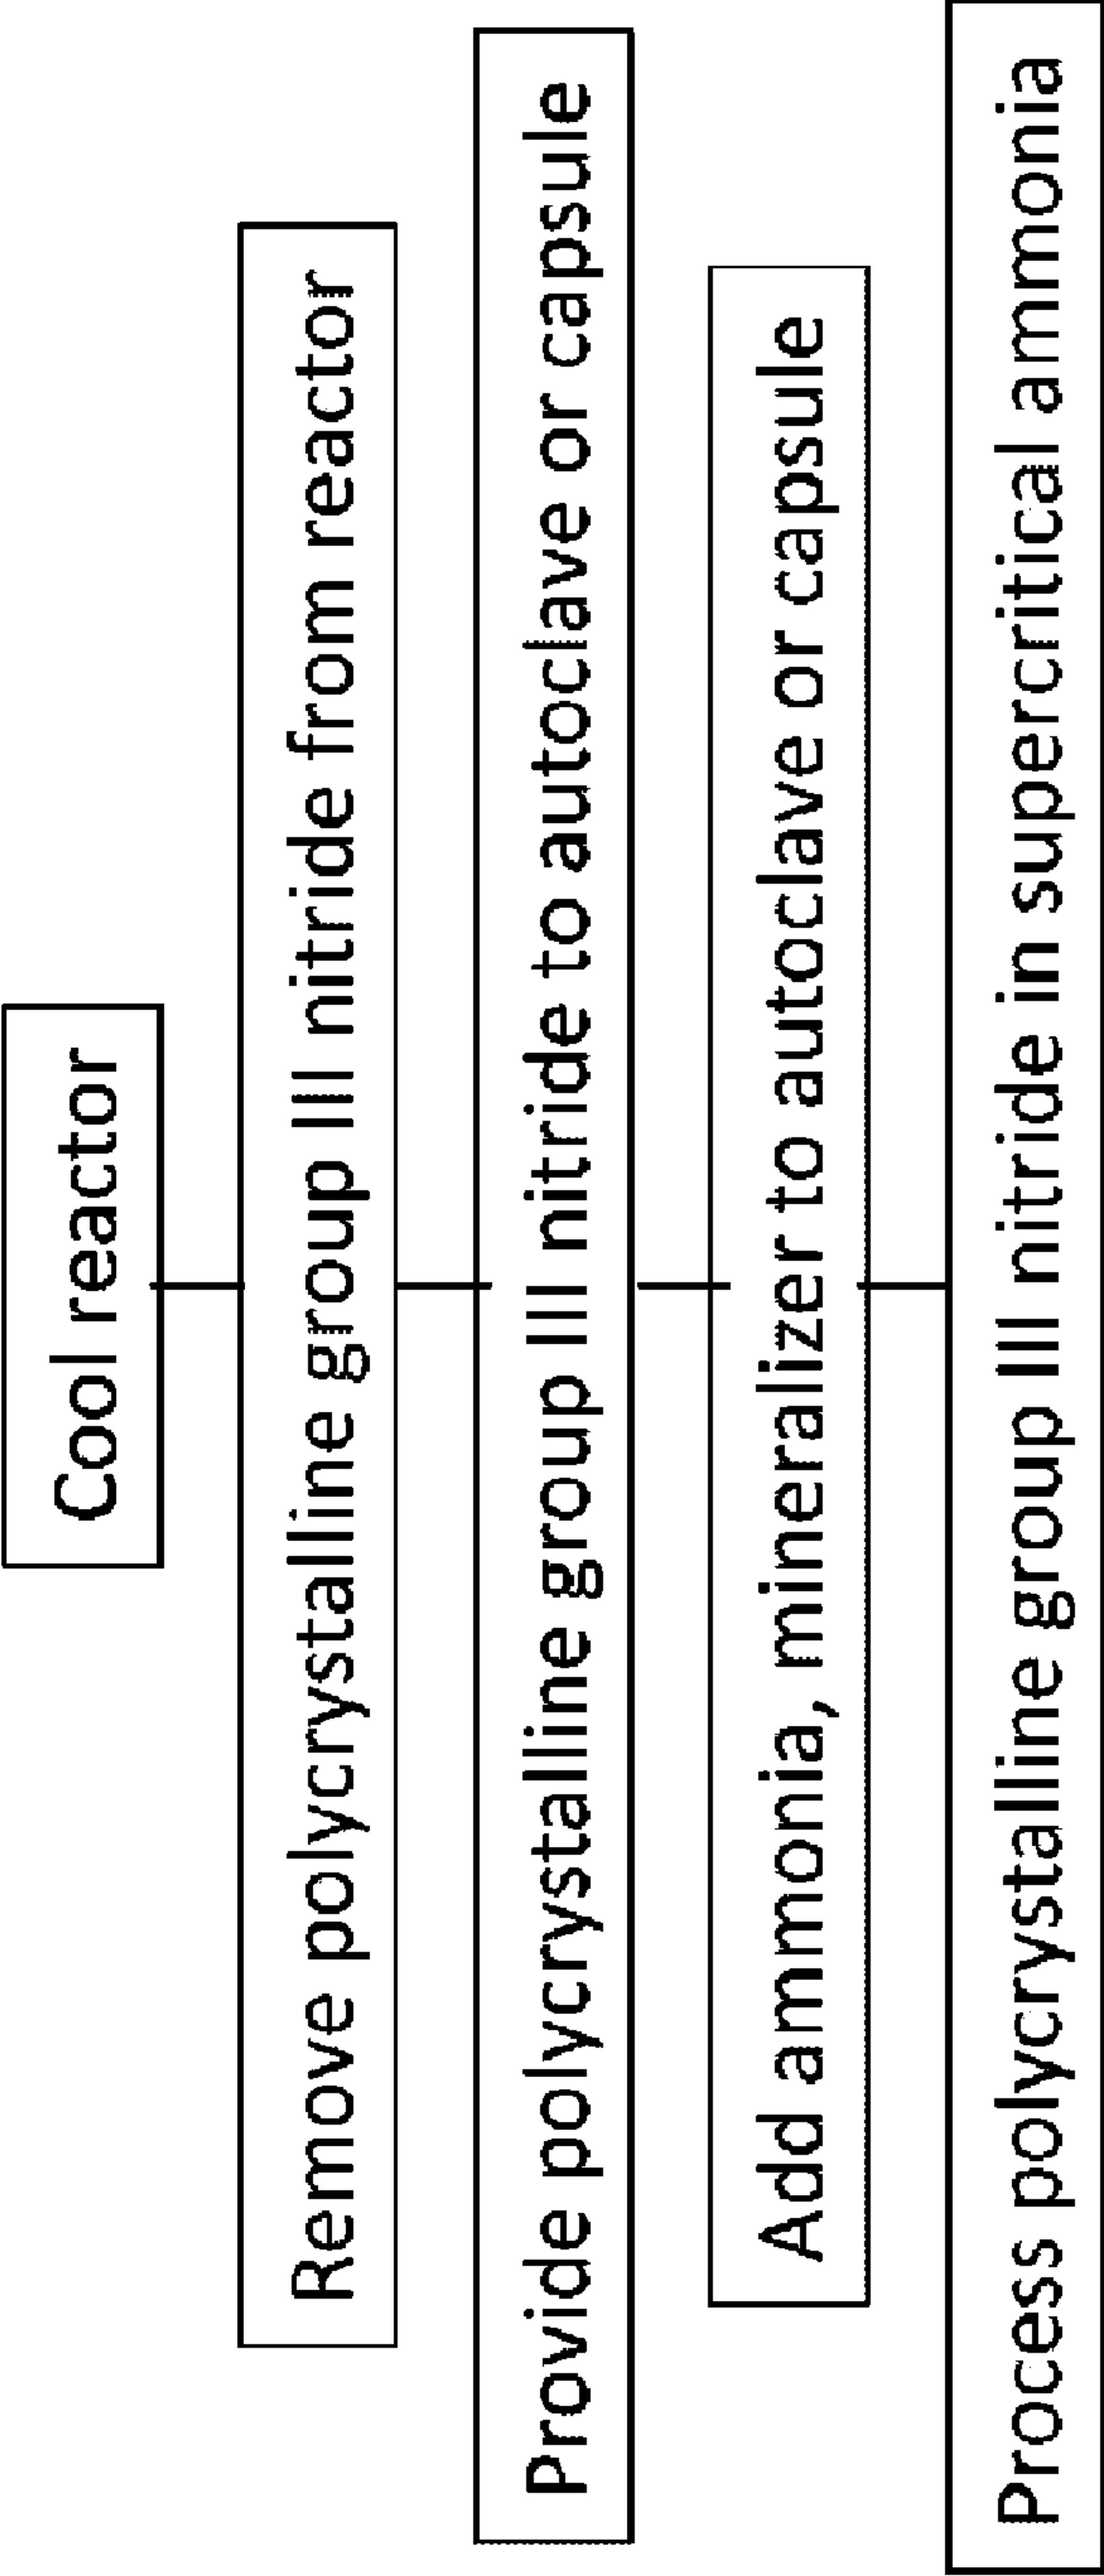 Cool reactor
Remove polycrystalline group III nitride from reactor
Provide polycrystalline group III nitride to autoclave or capsule
Add ammonia, mineralizer to autoclave or capsule
Process polycrystalline group III nitride in supercritical ammonia